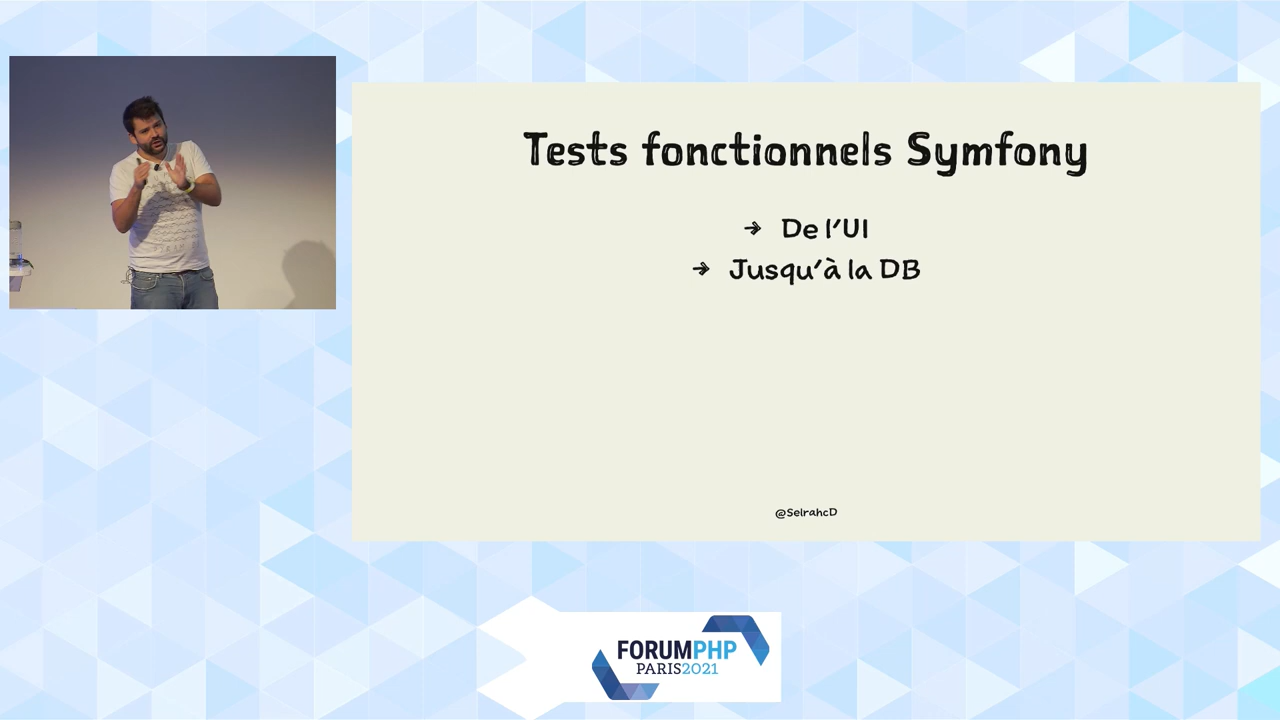 Tests fonctionnels Symfony
→ De l'UI
→ Jusqu'à la DB
@SelrahcD
FORUMPHP
PARIS2021